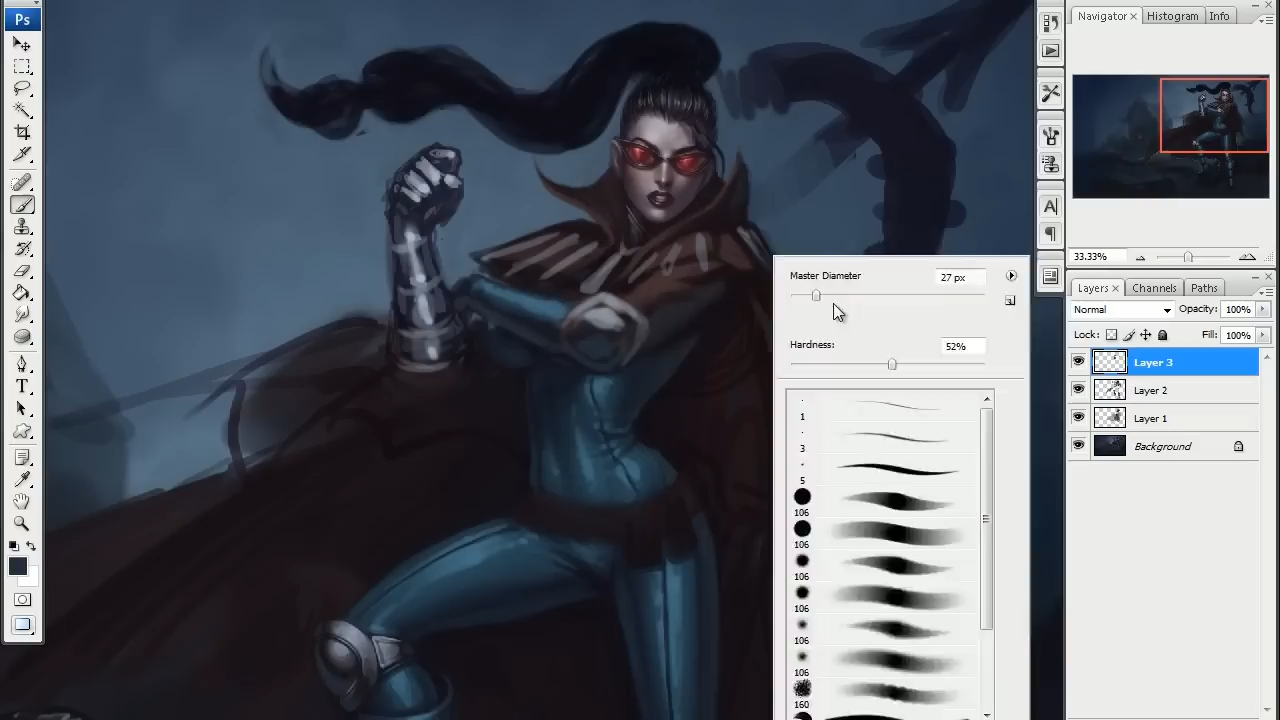 Ps
T
Master Diameter 27 px
Hardness: 52%
1
3
5
106
106
106
106
106
106
160
A
¶
Navigator × Histogram Info
33.33%
Layers × Channels Paths
Normal Opacity: 100%
Lock: Fill: 100%
Layer 3
Layer 2
Layer 1
Background